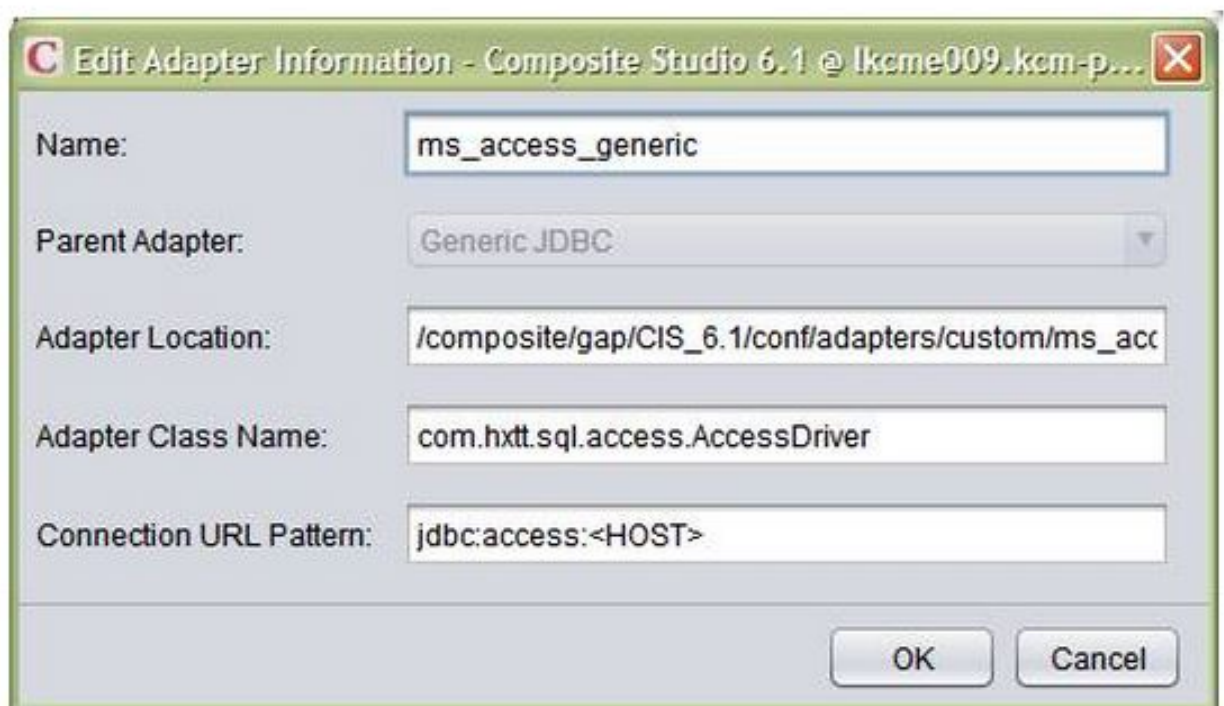 C Edit Adapter Information - Composite Studio 6.1 @ lkcme009.kcm-p...
Name: ms_access_generic
Parent Adapter: Generic JDBC
Adapter Location: /composite/gap/CIS_6.1/conf/adapters/custom/ms_acc
Adapter Class Name: com.hxtt.sql.access.AccessDriver
Connection URL Pattern: jdbc:access:<HOST>
OK Cancel